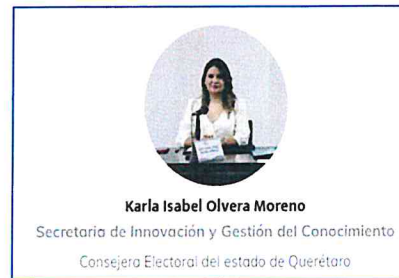 Karla Isabel Olvera Moreno
Secretaria de Innovación y Gestión del Conocimiento
Consejera Electoral del estado de Querétaro